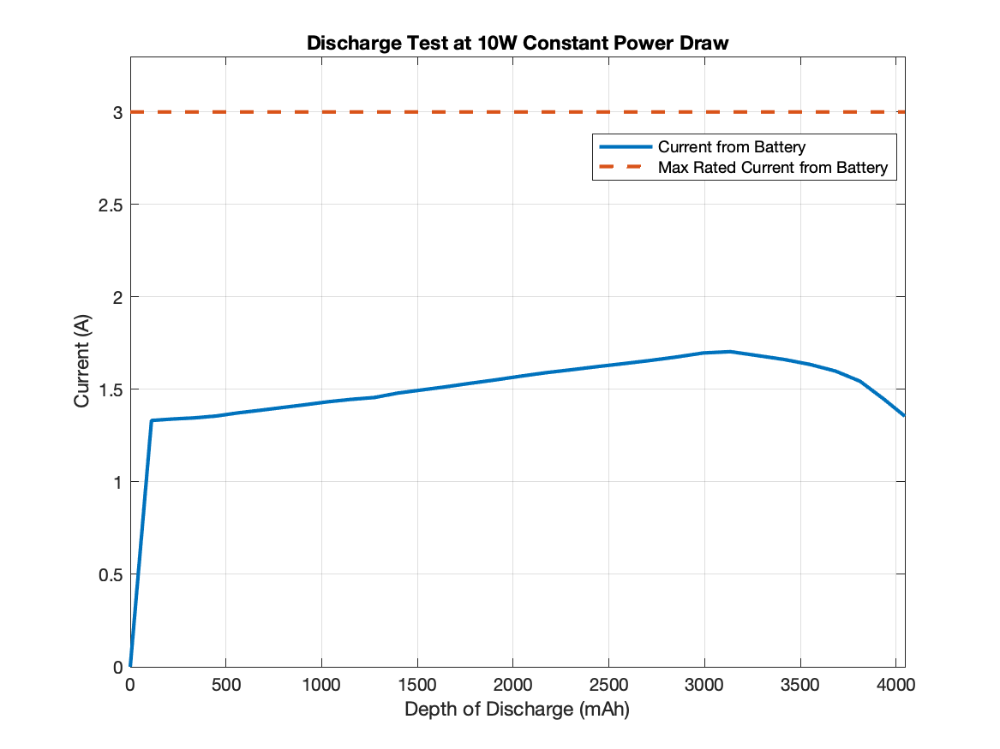 Discharge Test at 10W Constant Power Draw
3
2.5
2
1.5
1
0.5
0
Current (A)
Current from Battery
Max Rated Current from Battery
0 500 1000 1500 2000 2500 3000 3500 4000
Depth of Discharge (mAh)